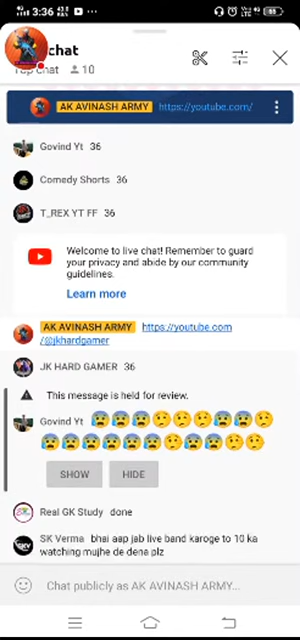 3:36
chat
Top chat 10
AK AVINASH ARMY https://youtube.com/
Govind Yt 36
Comedy Shorts 36
T_REX YT FF 36
Welcome to live chat! Remember to guard
your privacy and abide by our community
guidelines.
Learn more
AK AVINASH ARMY https://youtube.com
/@jkhardgamer
JK HARD GAMER 36
This message is held for review.
Govind Yt 😰😰😰🤨🤨🤨😰😰🤨
😰😰😰😰😰😰🤨😰😰🤨🤨
SHOW HIDE
Real GK Study done
SK Verma bhai aap jab live band karoge to 10 ka
watching mujhe de dena plz
Chat publicly as AK AVINASH ARMY...